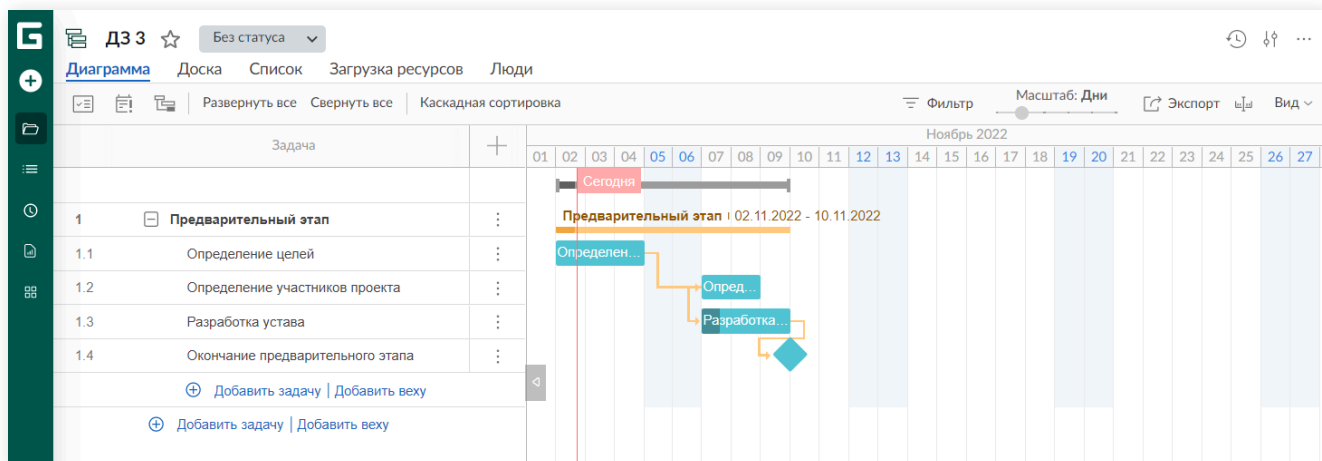 ДЗ 3 Без статуса
Диаграмма Доска Список Загрузка ресурсов Люди
Развернуть все Свернуть все Каскадная сортировка Фильтр Масштаб: Дни Экспорт Вид
Задача
Ноябрь 2022
01 02 03 04 05 06 07 08 09 10 11 12 13 14 15 16 17 18 19 20 21 22 23 24 25 26 27
Сегодня
1 Предварительный этап Предварительный этап 02.11.2022 - 10.11.2022
1.1 Определение целей Определен...
1.2 Определение участников проекта Опред...
1.3 Разработка устава Разработка...
1.4 Окончание предварительного этапа
Добавить задачу | Добавить веху
Добавить задачу | Добавить веху